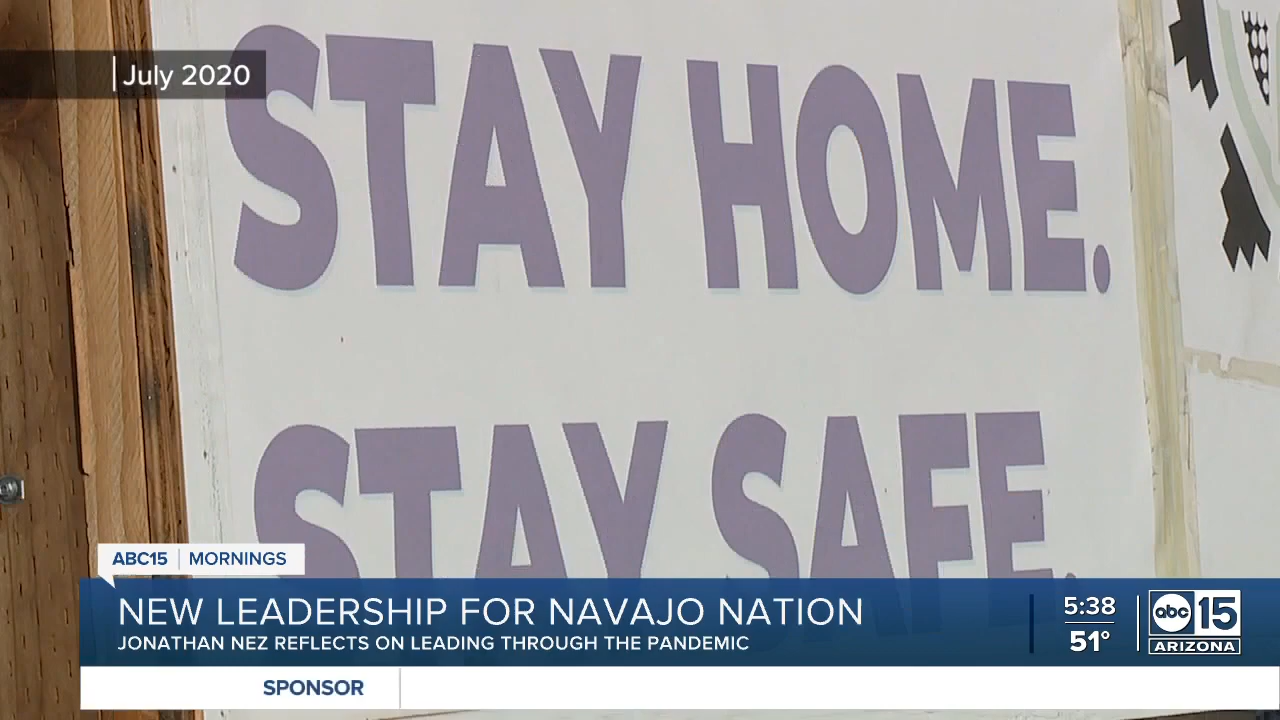 July 2020
STAY HOME.
STAY SAFE.
ABC15 MORNINGS
NEW LEADERSHIP FOR NAVAJO NATION
JONATHAN NEZ REFLECTS ON LEADING THROUGH THE PANDEMIC
5:38
51°
abc 15
ARIZONA
SPONSOR